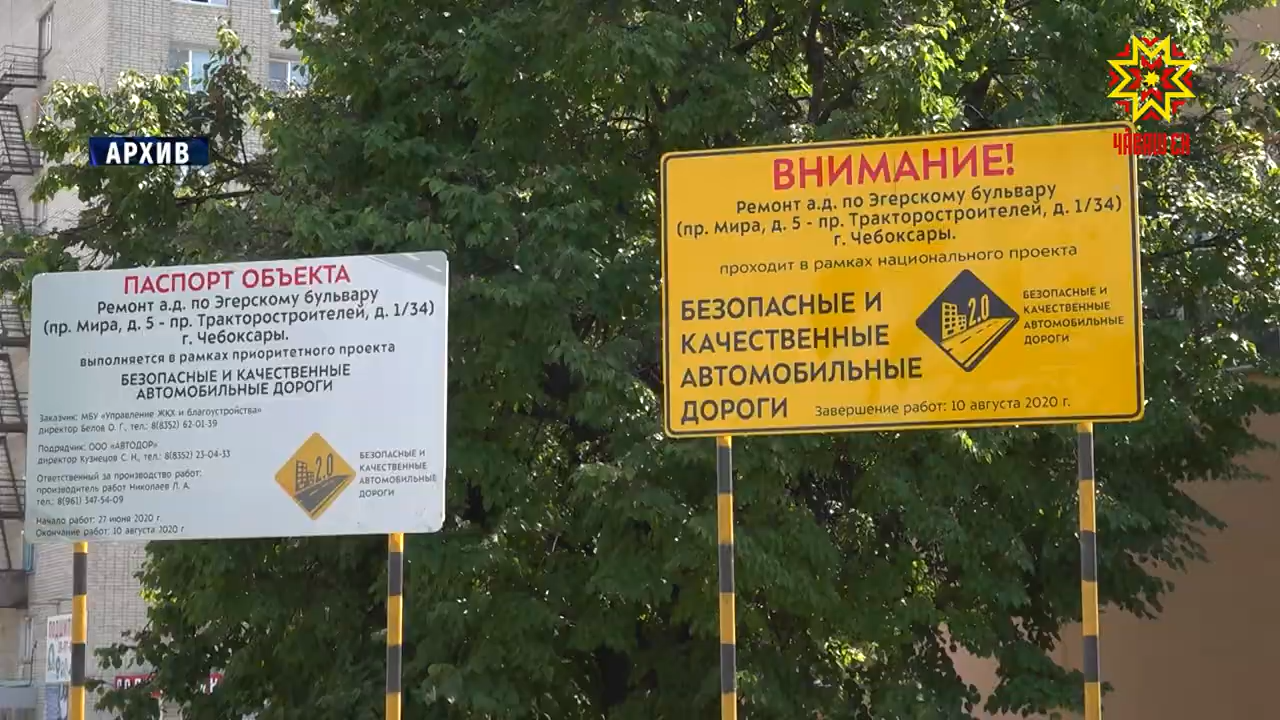 АРХИВ
ЧӐВАШ ЕН
ПАСПОРТ ОБЪЕКТА
Ремонт а.д. по Эгерскому бульвару
(пр. Мира, д. 5 - пр. Тракторостроителей, д. 1/34)
г. Чебоксары.
выполняется в рамках приоритетного проекта
БЕЗОПАСНЫЕ И КАЧЕСТВЕННЫЕ
АВТОМОБИЛЬНЫЕ ДОРОГИ
Заказчик: МБУ «Управление ЖКХ и благоустройства»
директор Белов О. Г., тел.: 8(8352) 62-01-39
Подрядчик: ООО «АВТОДОР»
директор Кузнецов С. Н., тел.: 8(8352) 23-04-33
Ответственный за производство работ:
производитель работ Николаев Л. А.
тел.: 8(961) 347-54-09
Начало работ: 27 июня 2020 г.
Окончание работ: 10 августа 2020 г
2.0
БЕЗОПАСНЫЕ И
КАЧЕСТВЕННЫЕ
АВТОМОБИЛЬНЫЕ
ДОРОГИ
ВНИМАНИЕ!
Ремонт а.д. по Эгерскому бульвару
(пр. Мира, д. 5 - пр. Тракторостроителей, д. 1/34)
г. Чебоксары.
проходит в рамках национального проекта
БЕЗОПАСНЫЕ И
КАЧЕСТВЕННЫЕ
АВТОМОБИЛЬНЫЕ
ДОРОГИ
2.0
БЕЗОПАСНЫЕ И
КАЧЕСТВЕННЫЕ
АВТОМОБИЛЬНЫЕ
ДОРОГИ
Завершение работ: 10 августа 2020 г.